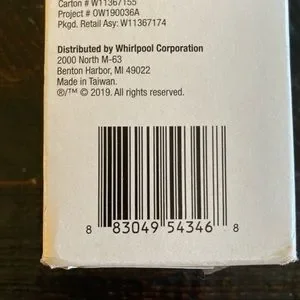 Carton # W11367155
Project # OW190036A
Pkgd. Retail Asy: W11367174
Distributed by Whirlpool Corporation
2000 North M-63
Benton Harbor, MI 49022
Made in Taiwan.
®/™ © 2019. All rights reserved.
8 83049 54346 8